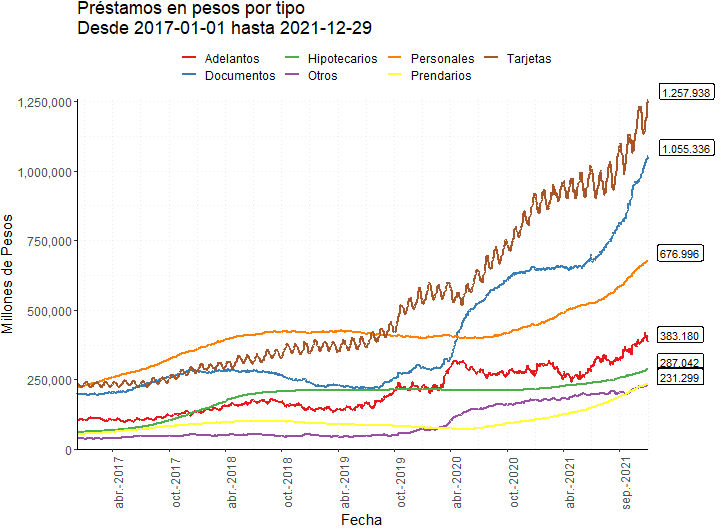 Préstamos en pesos por tipo
Desde 2017-01-01 hasta 2021-12-29
Adelantos Hipotecarios Personales Tarjetas
Documentos Otros Prendarios
Millones de Pesos
1,250,000
1,000,000
750,000
500,000
250,000
0
1.257.938
1.055.336
676.996
383.180
287.042
231.299
abr.-2017
oct.-2017
abr.-2018
oct.-2018
abr.-2019
oct.-2019
abr.-2020
oct.-2020
abr.-2021
sep.-2021
Fecha